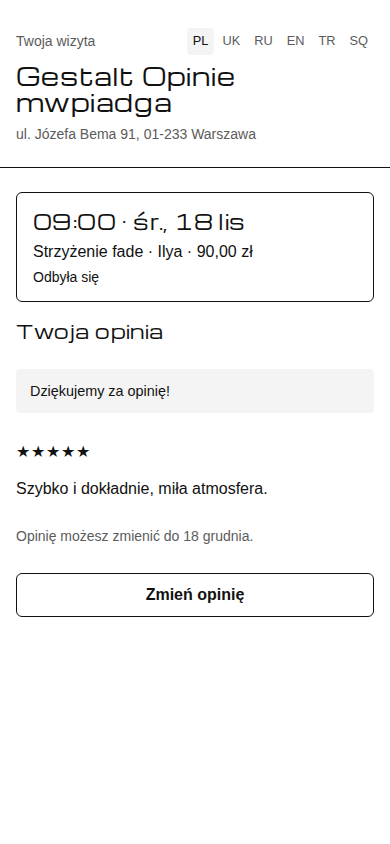 Twoja wizyta PL UK RU EN TR SQ
Gestalt Opinie
mwpiadga
ul. Józefa Bema 91, 01-233 Warszawa
09:00 · śr., 18 lis
Strzyżenie fade · Ilya · 90,00 zł
Odbyła się
Twoja opinia
Dziękujemy za opinię!
★★★★★
Szybko i dokładnie, miła atmosfera.
Opinię możesz zmienić do 18 grudnia.
Zmień opinię